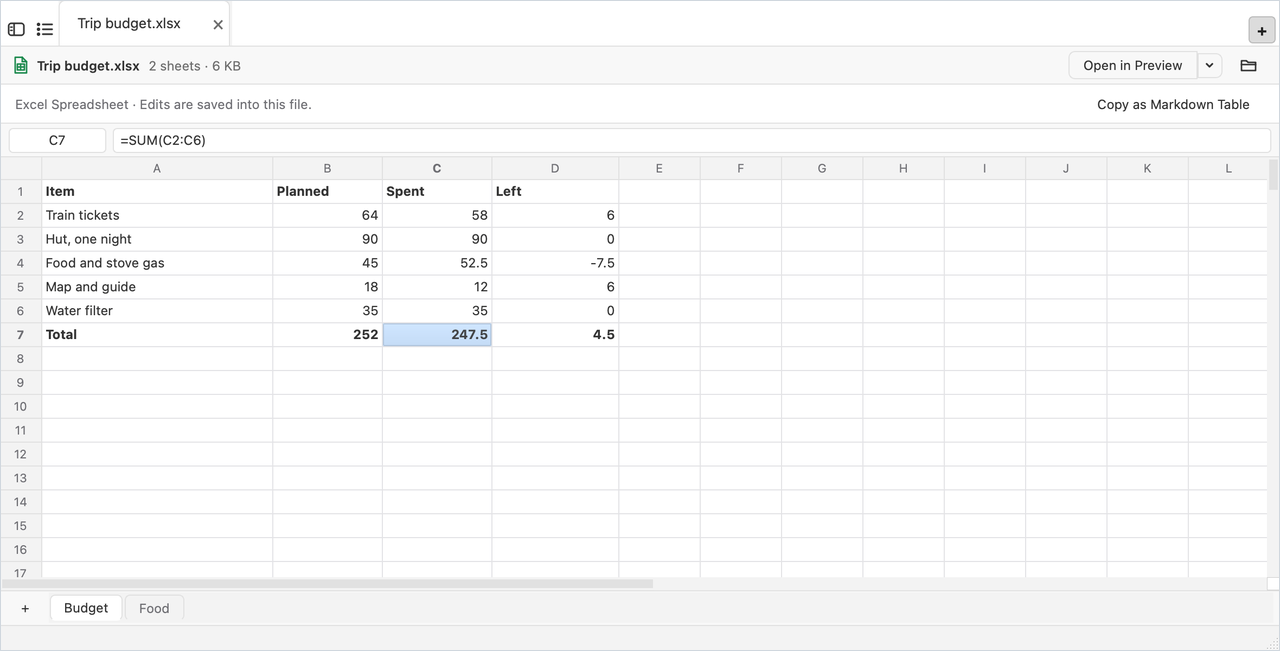 Trip budget.xlsx
Trip budget.xlsx 2 sheets · 6 KB Open in Preview
Excel Spreadsheet · Edits are saved into this file. Copy as Markdown Table
C7 =SUM(C2:C6)
A B C D E F G H I J K L
1 Item Planned Spent Left
2 Train tickets 64 58 6
3 Hut, one night 90 90 0
4 Food and stove gas 45 52.5 -7.5
5 Map and guide 18 12 6
6 Water filter 35 35 0
7 Total 252 247.5 4.5
8
9
10
11
12
13
14
15
16
17
+ Budget Food